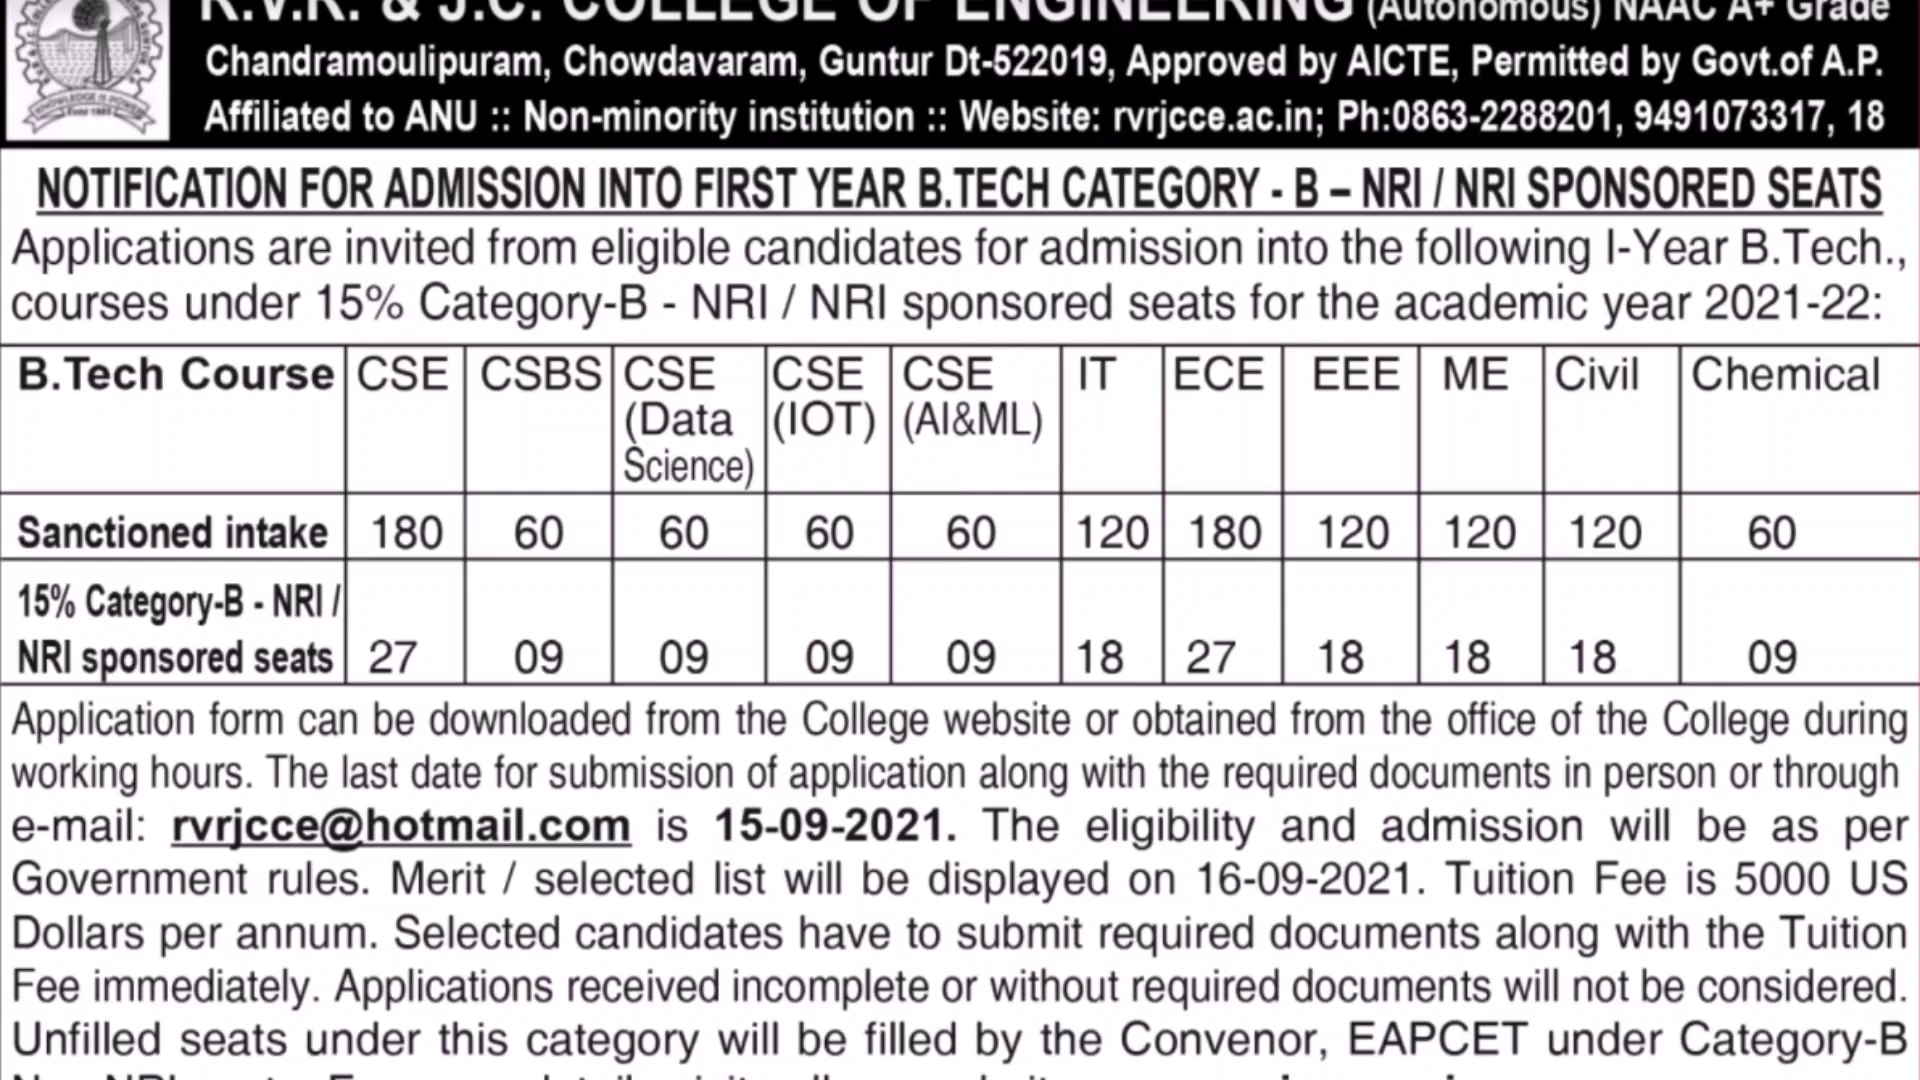 R.V.R. & J.C. COLLEGE OF ENGINEERING (Autonomous) NAAC A+ Grade
Chandramoulipuram, Chowdavaram, Guntur Dt-522019, Approved by AICTE, Permitted by Govt.of A.P.
Affiliated to ANU :: Non-minority institution :: Website: rvrjcce.ac.in; Ph:0863-2288201, 9491073317, 18
NOTIFICATION FOR ADMISSION INTO FIRST YEAR B.TECH CATEGORY - B – NRI / NRI SPONSORED SEATS
Applications are invited from eligible candidates for admission into the following I-Year B.Tech.,
courses under 15% Category-B - NRI / NRI sponsored seats for the academic year 2021-22:
B.Tech Course CSE CSBS CSE CSE CSE IT ECE EEE ME Civil Chemical
(Data (IOT) (AI&ML)
Science)
Sanctioned intake 180 60 60 60 60 120 180 120 120 120 60
15% Category-B - NRI /
NRI sponsored seats 27 09 09 09 09 18 27 18 18 18 09
Application form can be downloaded from the College website or obtained from the office of the College during
working hours. The last date for submission of application along with the required documents in person or through
e-mail: rvrjcce@hotmail.com is 15-09-2021. The eligibility and admission will be as per
Government rules. Merit / selected list will be displayed on 16-09-2021. Tuition Fee is 5000 US
Dollars per annum. Selected candidates have to submit required documents along with the Tuition
Fee immediately. Applications received incomplete or without required documents will not be considered.
Unfilled seats under this category will be filled by the Convenor, EAPCET under Category-B